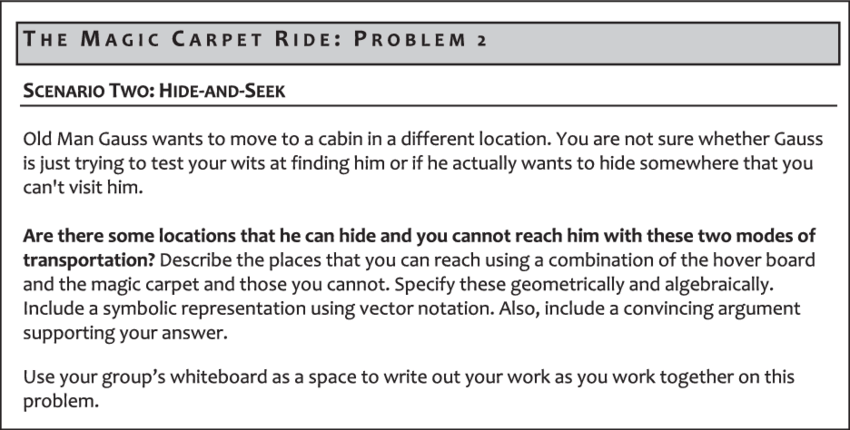 THE MAGIC CARPET RIDE: PROBLEM 2
SCENARIO TWO: HIDE-AND-SEEK
Old Man Gauss wants to move to a cabin in a different location. You are not sure whether Gauss
is just trying to test your wits at finding him or if he actually wants to hide somewhere that you
can't visit him.
Are there some locations that he can hide and you cannot reach him with these two modes of
transportation? Describe the places that you can reach using a combination of the hover board
and the magic carpet and those you cannot. Specify these geometrically and algebraically.
Include a symbolic representation using vector notation. Also, include a convincing argument
supporting your answer.
Use your group's whiteboard as a space to write out your work as you work together on this
problem.